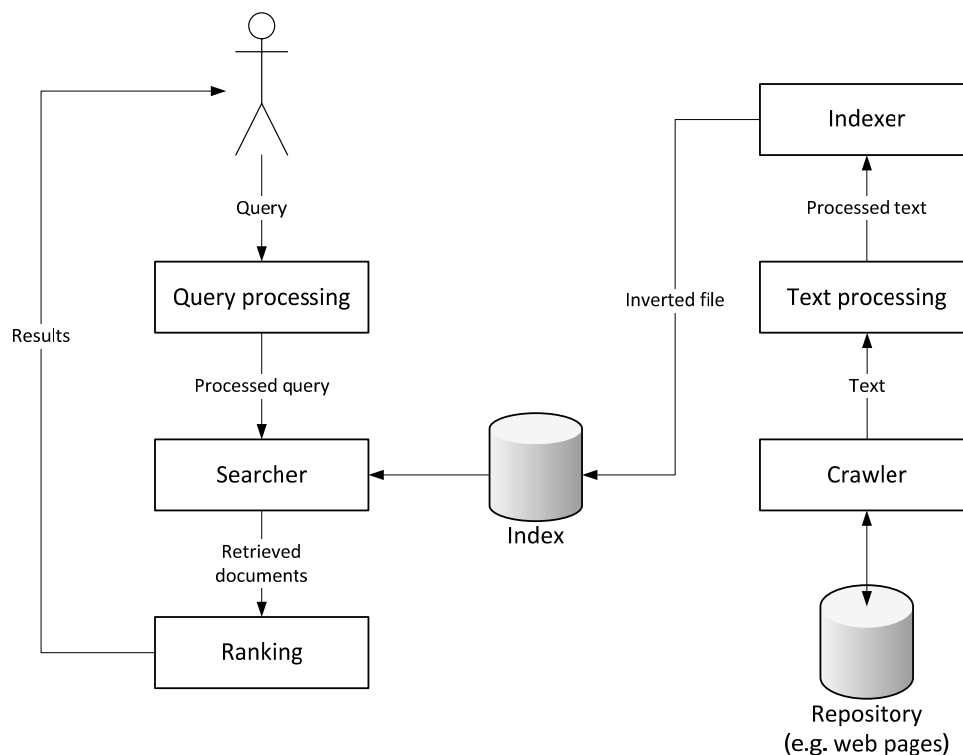 Indexer
Query
Processed text
Query processing
Inverted file
Text processing
Results
Processed query
Text
Searcher
Crawler
Index
Retrieved
documents
Ranking
Repository
(e.g. web pages)